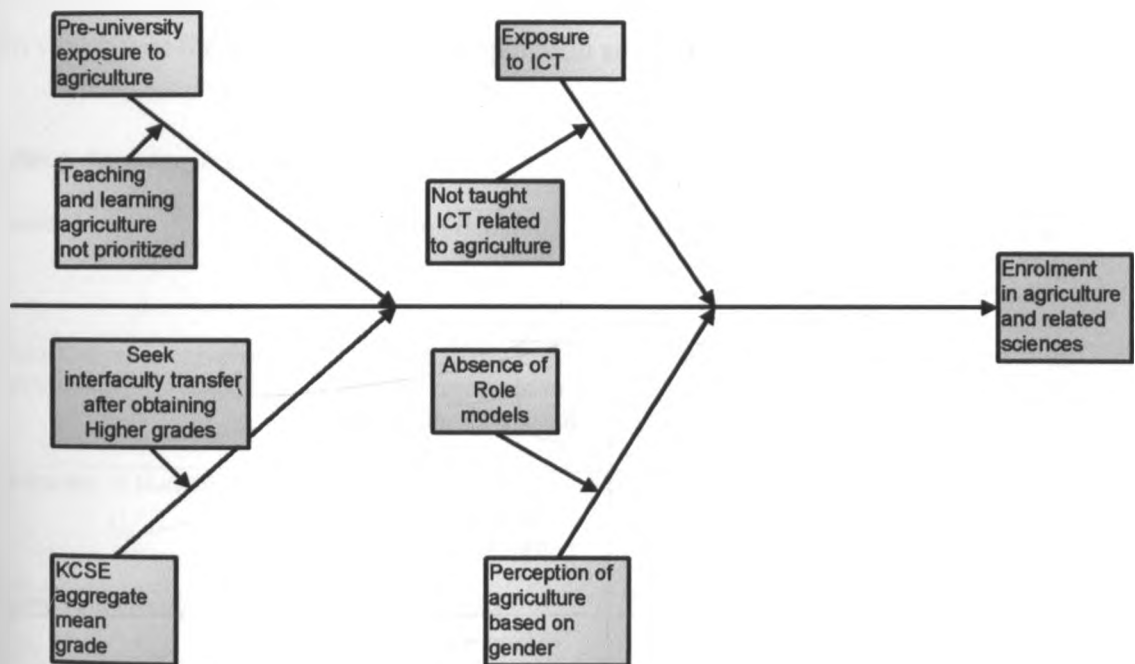 Pre-university
exposure to
agriculture
Exposure
to ICT
Teaching
and learning
agriculture
not prioritized
Not taught
ICT related
to agriculture
Enrolment
in agriculture
and related
sciences
Seek
interfaculty transfer
after obtaining
Higher grades
Absence of
Role
models
KCSE
aggregate
mean
grade
Perception of
agriculture
based on
gender